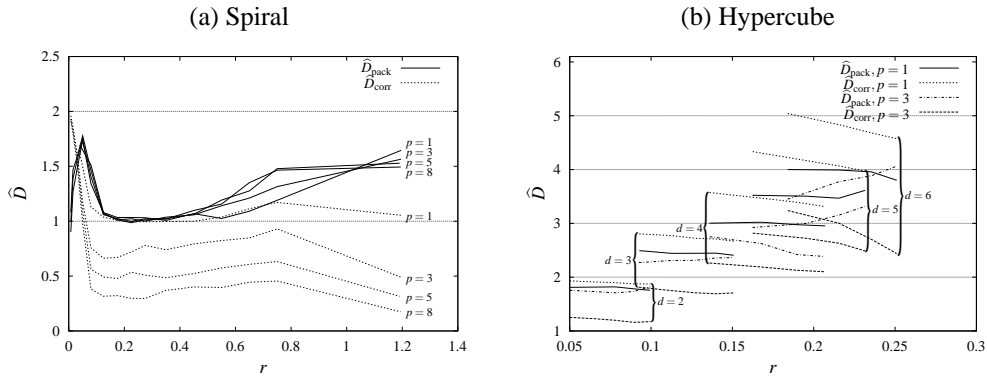 (a) Spiral
2.5
2
1.5
1
0.5
0
D̂
D̂pack
D̂corr
p = 1
p = 3
p = 5
p = 8
p = 1
p = 3
p = 5
p = 8
0 0.2 0.4 0.6 0.8 1 1.2 1.4
r
(b) Hypercube
6
5
4
3
2
1
D̂
D̂pack, p = 1
D̂corr, p = 1
D̂pack, p = 3
D̂corr, p = 3
d = 6
d = 5
d = 4
d = 3
d = 2
0.05 0.1 0.15 0.2 0.25 0.3
r